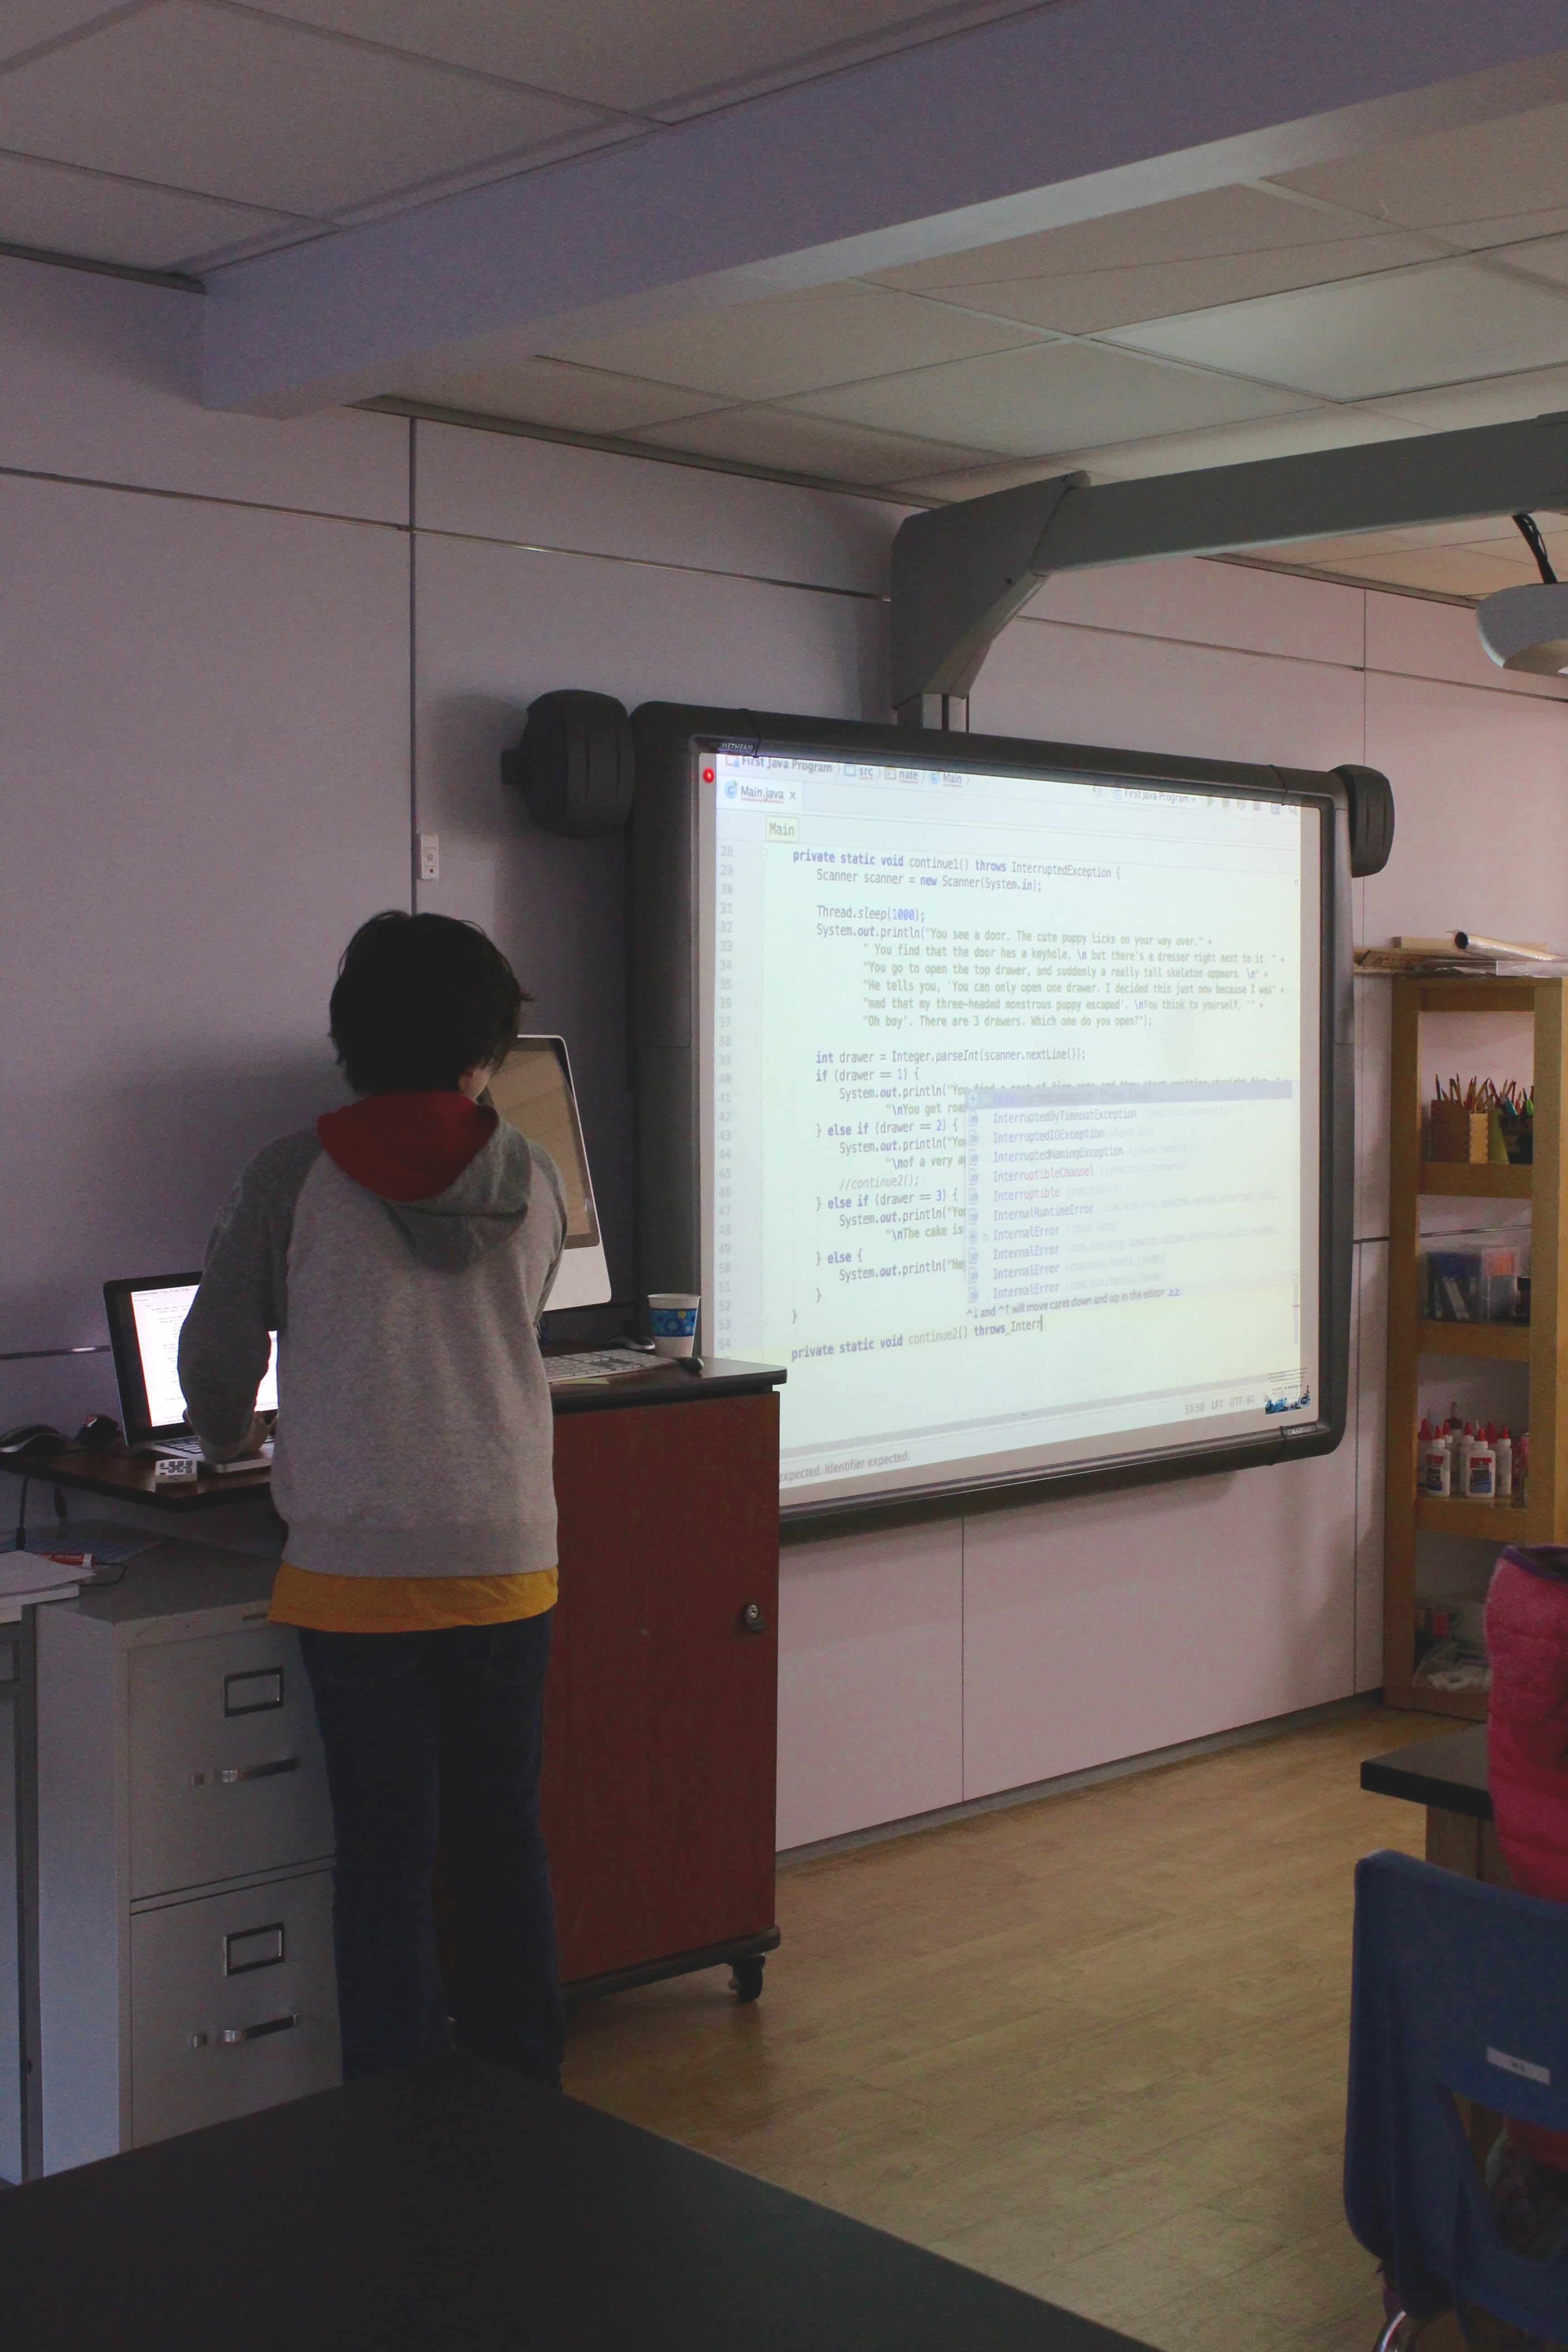 First Java Program src nate Main
First Java Program
Main.java
Main
28
29 private static void continue1() throws InterruptedException {
30 Scanner scanner = new Scanner(System.in);
31
32 Thread.sleep(1000);
33 System.out.println("You see a door. The cute puppy licks on your way over." +
34 " You find that the door has a keyhole, \n but there's a dresser right next to it. " +
35 "You go to open the top drawer, and suddenly a really tall skeleton appears. \n" +
36 "He tells you, 'You can only open one drawer. I decided this just now because I was" +
37 "mad that my three-headed monstrous puppy escaped'. \nYou think to yourself, '" +
38 "Oh boy'. There are 3 drawers. Which one do you open?");
39
40 int drawer = Integer.parseInt(scanner.nextLine());
41 if (drawer == 1) {
42 System.out.println("You
43 "\nYou get
44 } else if (drawer == 2) {
45 System.out.println("You
46 "\nof a very
47 //continue2();
48 } else if (drawer == 3) {
49 System.out.println("You
50 "\nThe cake is
51 } else {
52 System.out.println("
53 }
54 }
private static void continue2() throws Interr
InterruptedByTimeoutException
InterruptedIOException
InterruptedNamingException
InterruptibleChannel
Interruptible
InternalRuntimeError
InternalError
InternalError
InternalError
InternalError
^↓ and ^↑ will move caret down and up in the editor >>
55:50 LF÷ UTF-8÷
expected. Identifier expected.